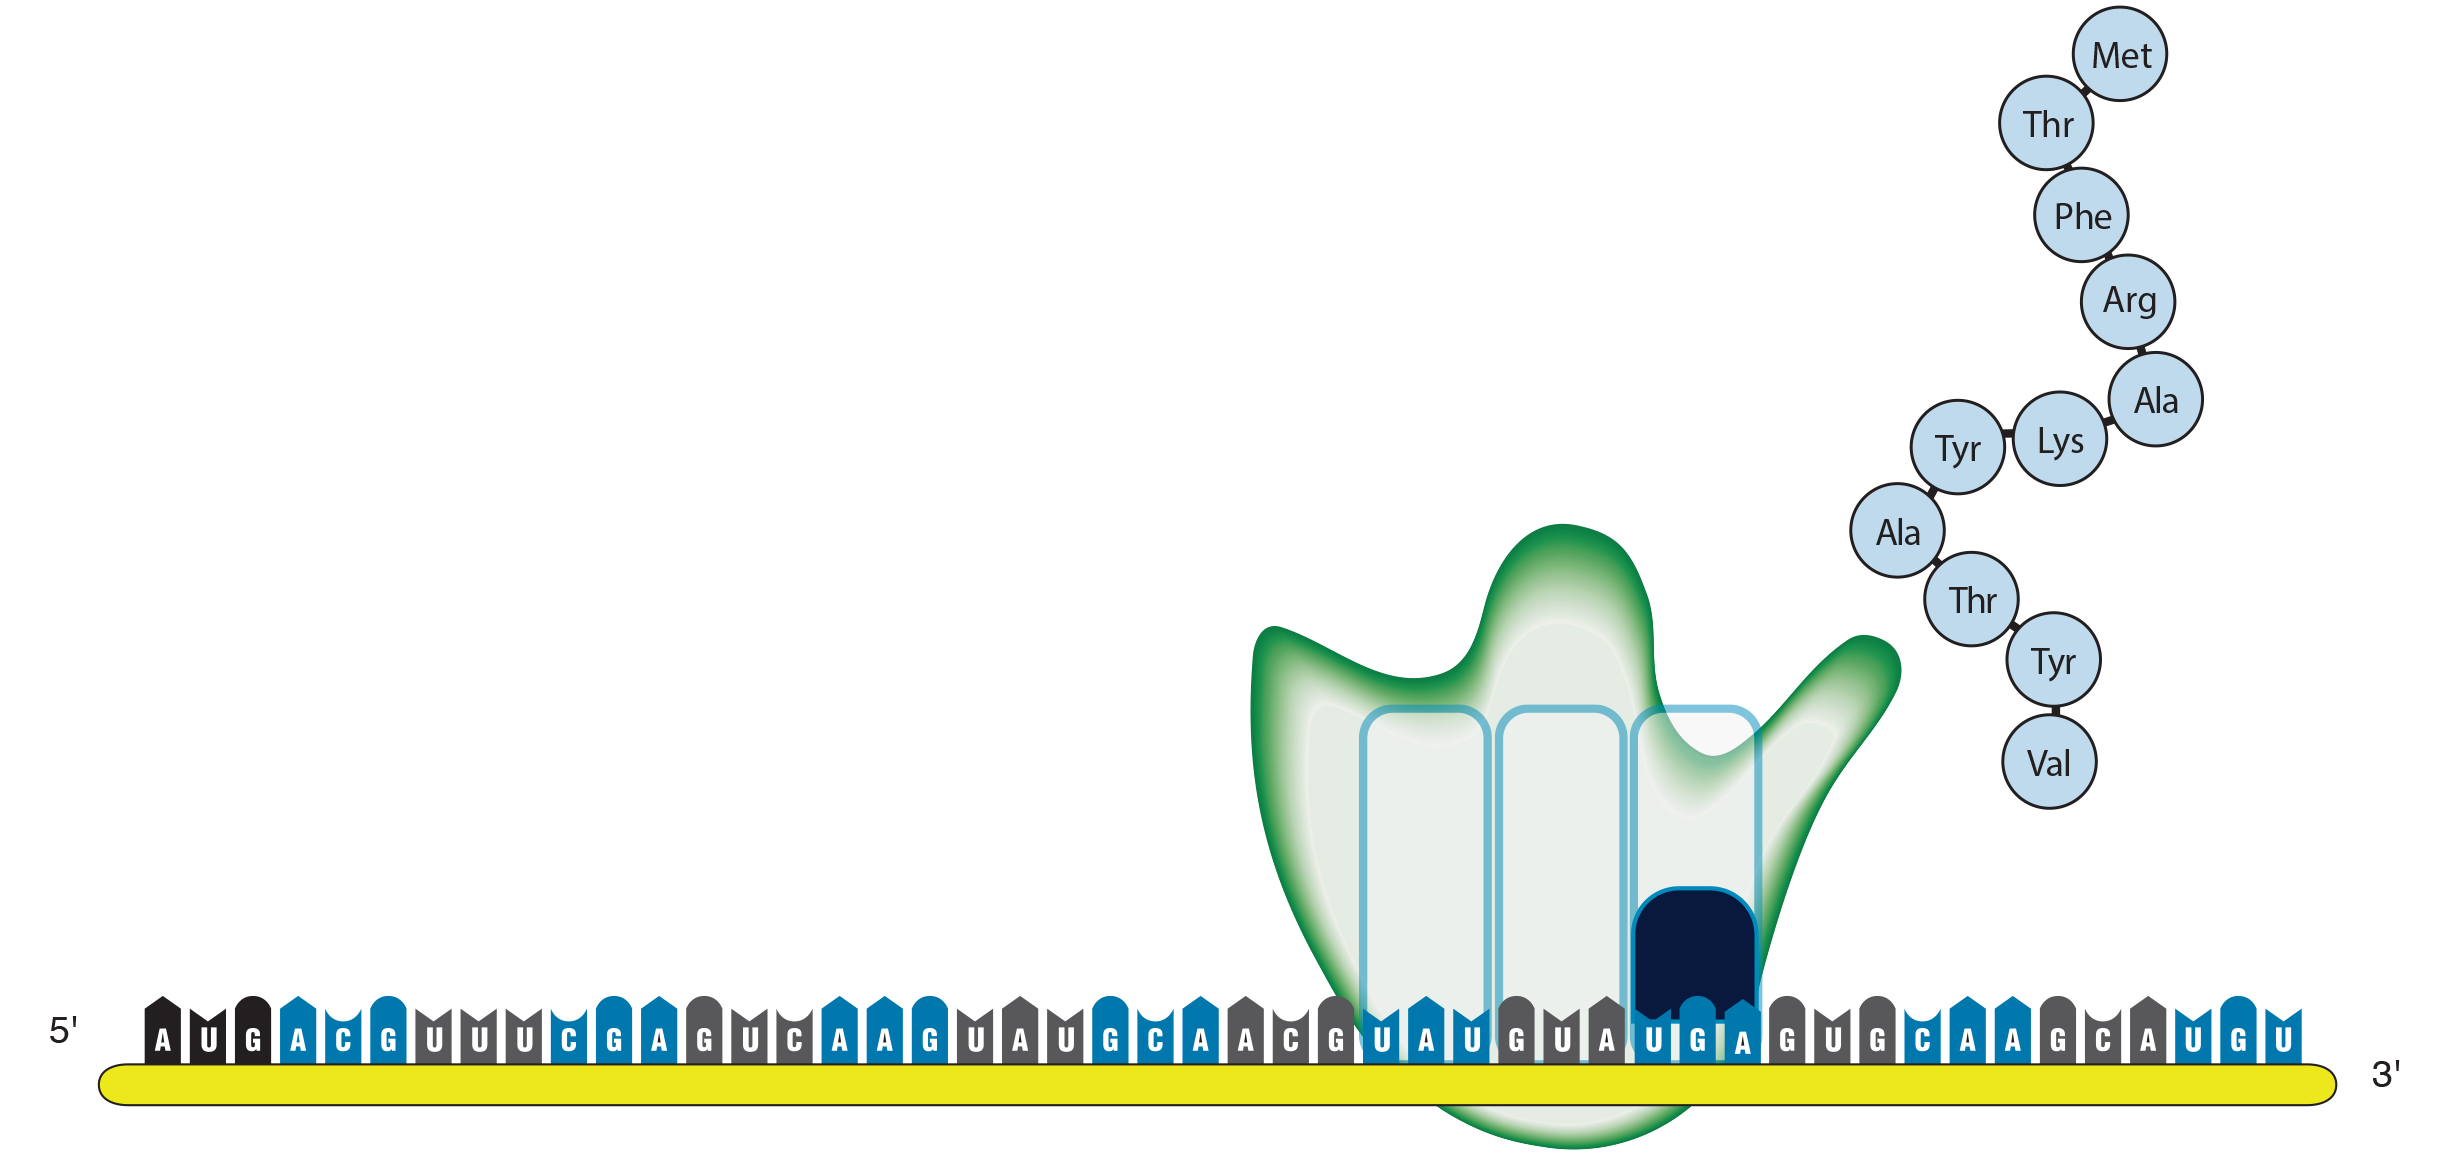 Met
Thr
Phe
Arg
Ala
Lys
Tyr
Ala
Thr
Tyr
Val
5' A U G A C G U U U C G A G U C A A G U A U G C A A C G U A U G U A U G A G U G C A A G C A U G U 3'